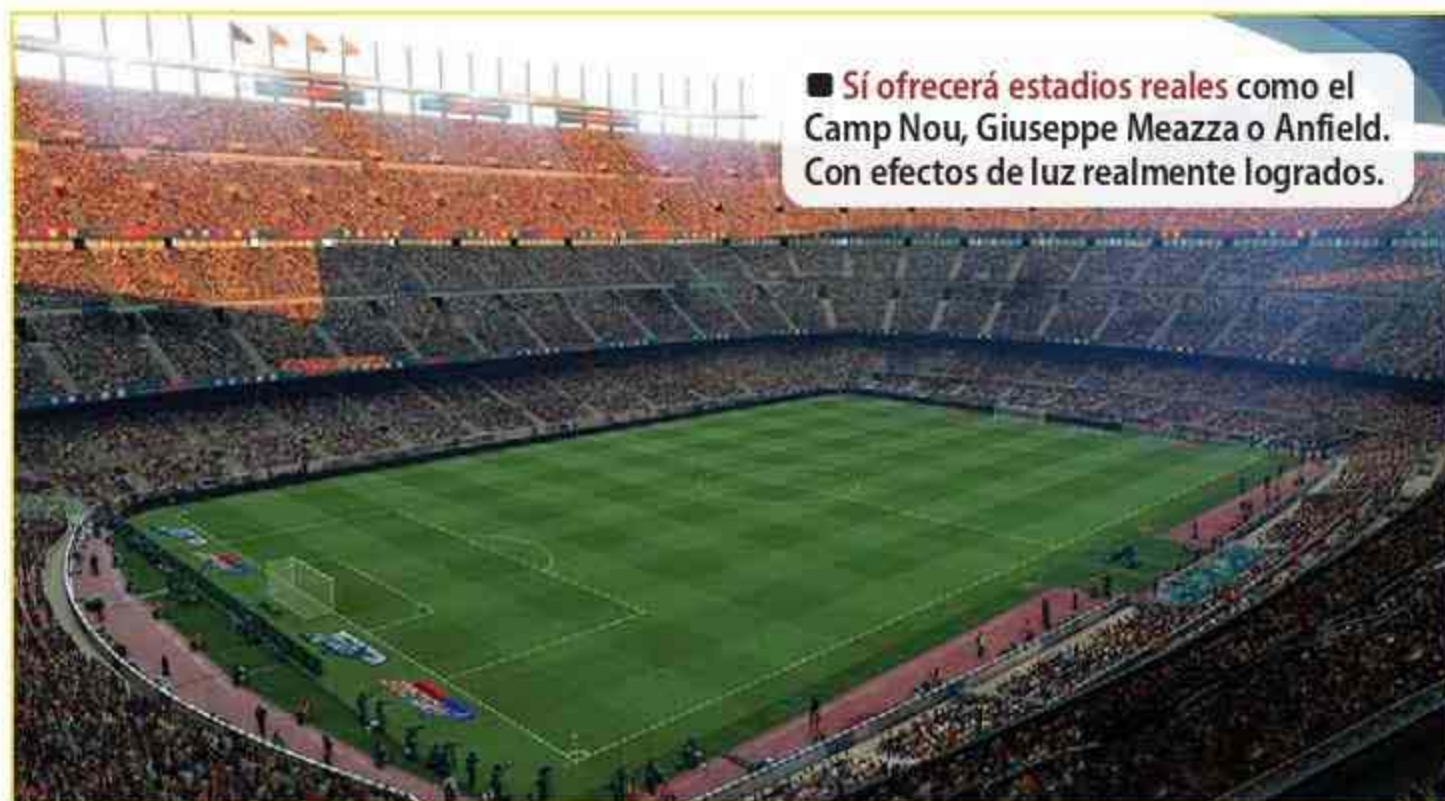 ■ Sí ofrecerá estadios reales como el
Camp Nou, Giuseppe Meazza o Anfield.
Con efectos de luz realmente logrados.